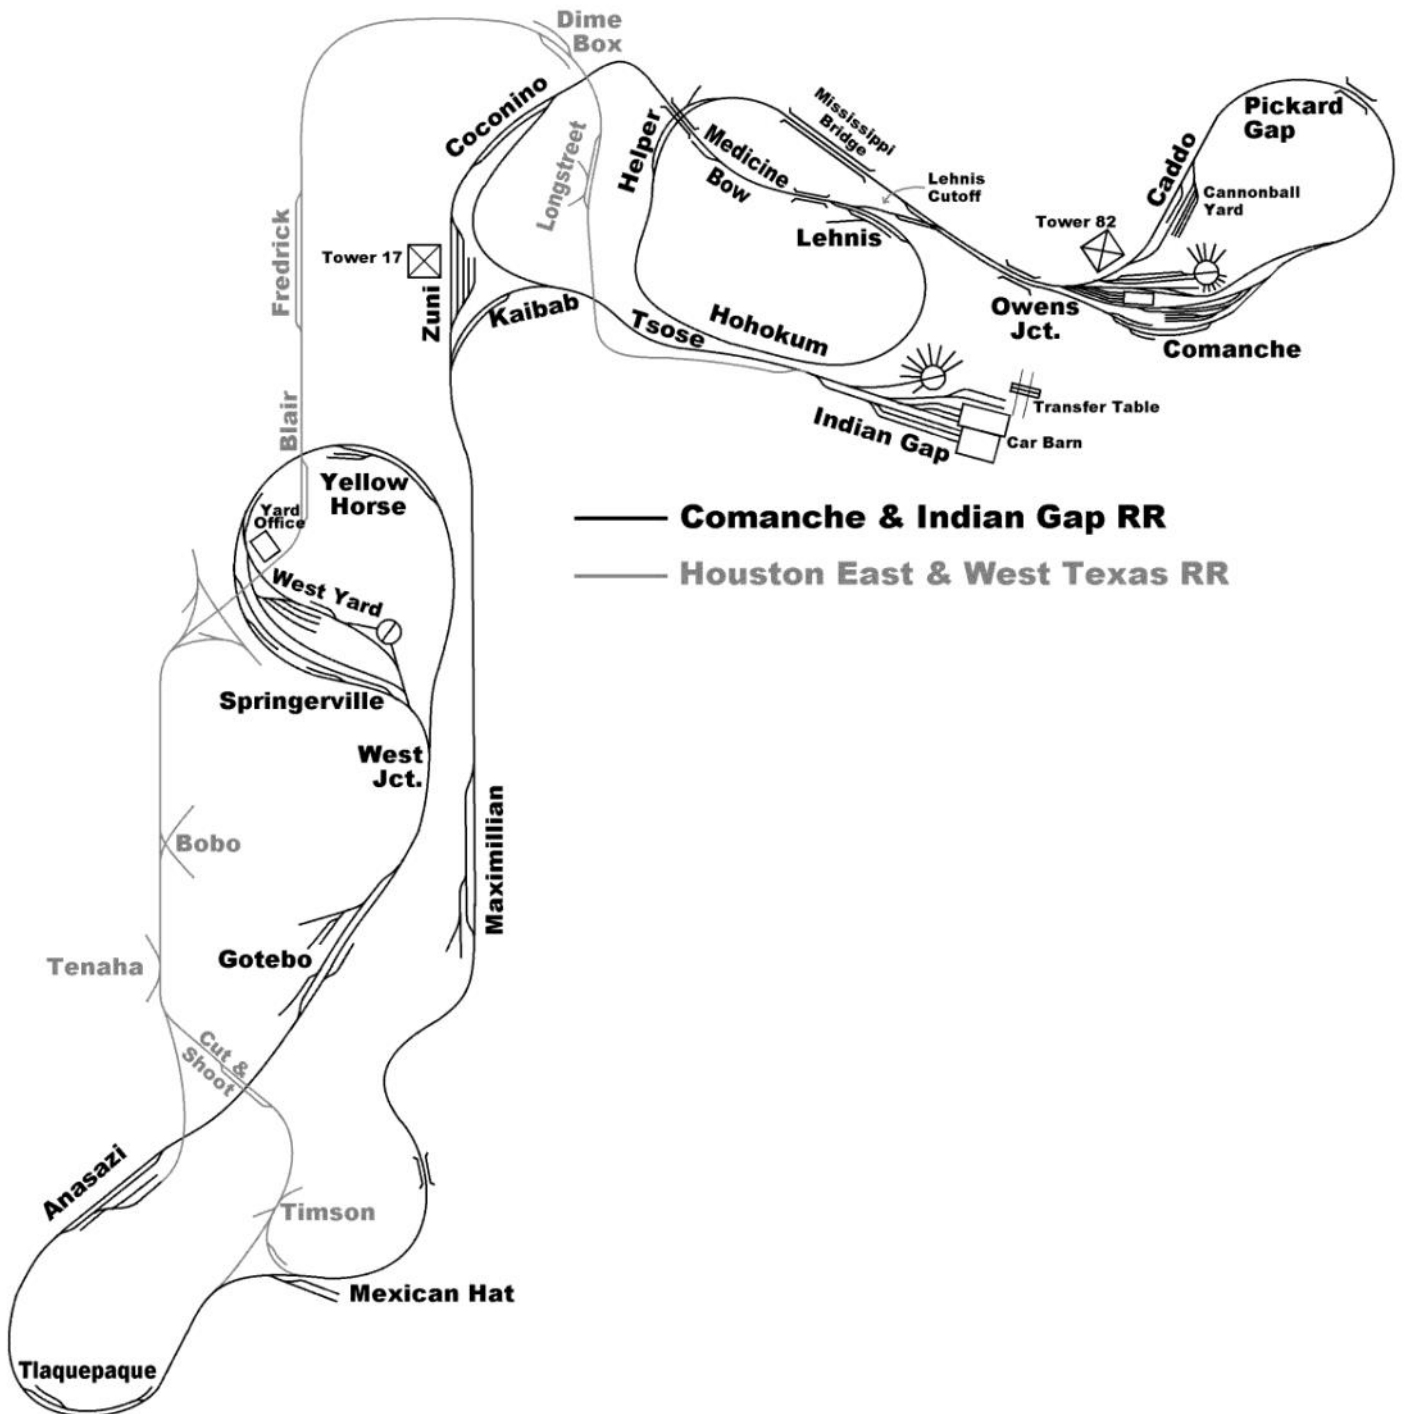 Dime
Box
Coconino
Longstreet
Helper
Medicine
Bow
Mississippi
Bridge
Lehnis
Cutoff
Lehnis
Pickard
Gap
Caddo
Cannonball
Yard
Tower 82
Owens
Jct.
Comanche
Fredrick
Tower 17
Zuni
Kaibab
Tsose
Hohokum
Indian Gap
Transfer Table
Car Barn
Blair
Yellow
Horse
Yard
Office
West Yard
Springerville
West
Jct.
Comanche & Indian Gap RR
Houston East & West Texas RR
Bobo
Maximillian
Tenaha
Gotebo
Cut &
Shoot
Anasazi
Timson
Mexican Hat
Tlaquepaque